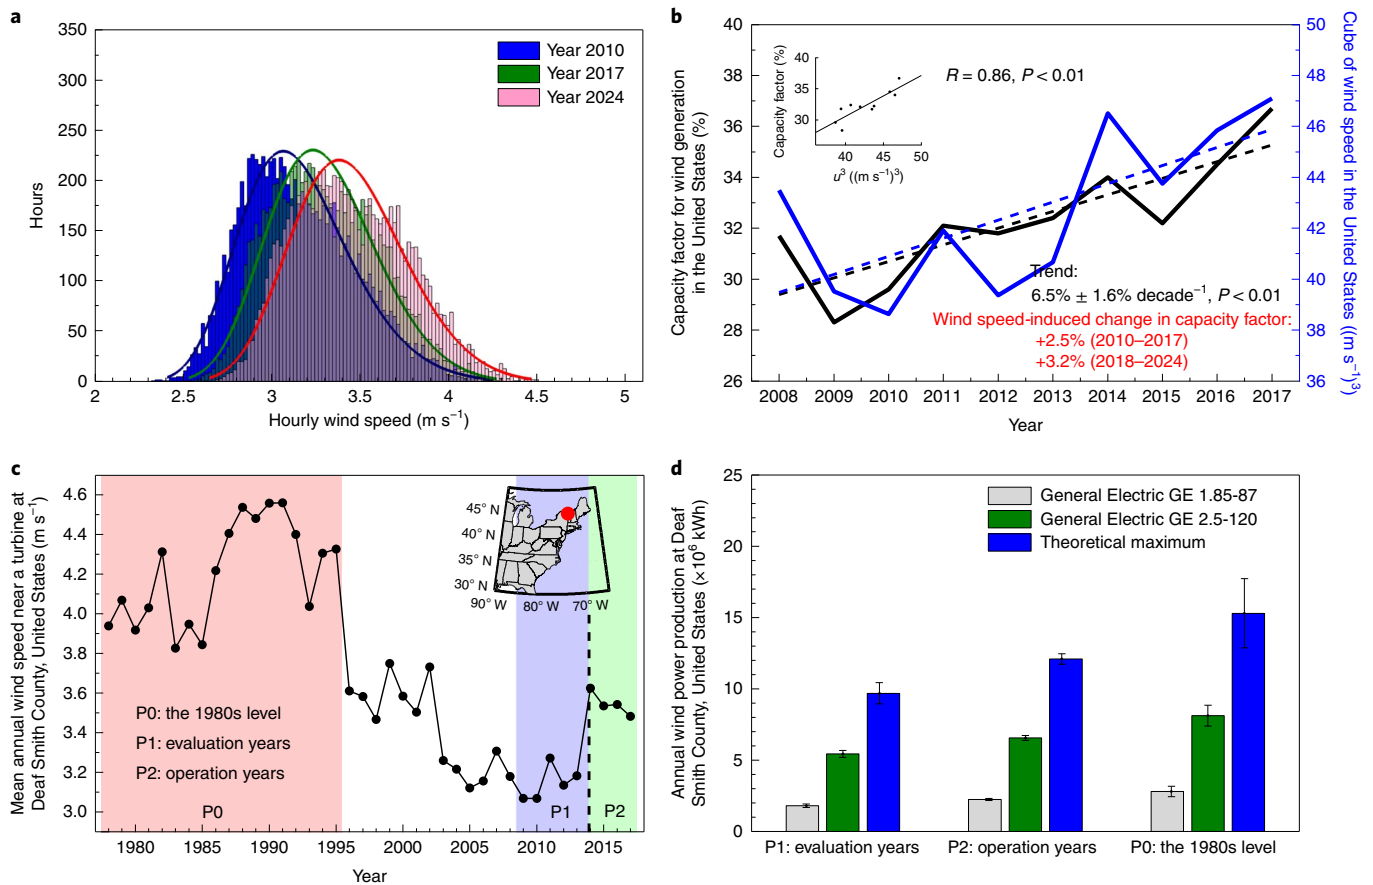 a
350
300
250
200
150
100
50
0
Hours
2
2.5
3
3.5
4
4.5
5
Hourly wind speed (m s⁻¹)
Year 2010
Year 2017
Year 2024
b
40
38
36
34
32
30
28
26
Capacity factor for wind generation
in the United States (%)
Capacity factor (%)
40
35
30
40
45
50
u³ ((m s⁻¹)³)
R = 0.86, P < 0.01
Trend:
6.5% ± 1.6% decade⁻¹, P < 0.01
Wind speed-induced change in capacity factor:
+2.5% (2010–2017)
+3.2% (2018–2024)
50
48
46
44
42
40
38
36
Cube of wind speed in the United States ((m s⁻¹)³)
2008
2009
2010
2011
2012
2013
2014
2015
2016
2017
Year
c
4.6
4.4
4.2
4.0
3.8
3.6
3.4
3.2
3.0
Mean annual wind speed near a turbine at
Deaf Smith County, United States (m s⁻¹)
P0: the 1980s level
P1: evaluation years
P2: operation years
45° N
40° N
35° N
30° N
90° W
80° W
70° W
P0
P1
P2
1980
1985
1990
1995
2000
2005
2010
2015
Year
d
25
20
15
10
5
0
Annual wind power production at Deaf
Smith County, United States (×10⁶ kWh)
General Electric GE 1.85-87
General Electric GE 2.5-120
Theoretical maximum
P1: evaluation years
P2: operation years
P0: the 1980s level